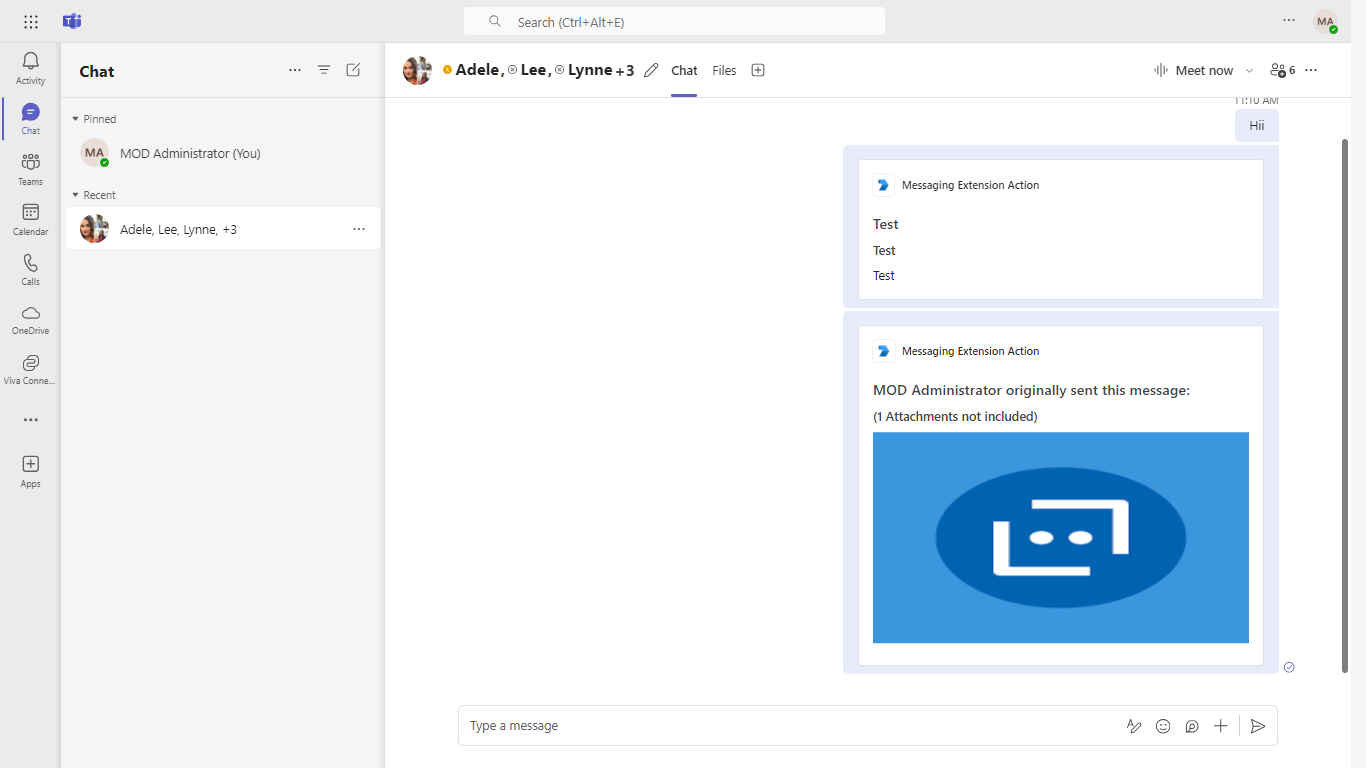 Search (Ctrl+Alt+E)
MA
Activity
Chat
Teams
Calendar
Calls
OneDrive
Viva Conne...
Apps
Chat
Pinned
MA
MOD Administrator (You)
Recent
Adele, Lee, Lynne, +3
Adele, Lee, Lynne +3
Chat
Files
Meet now
6
11:10 AM
Hii
Messaging Extension Action
Test
Test
Test
Messaging Extension Action
MOD Administrator originally sent this message:
(1 Attachments not included)
Type a message